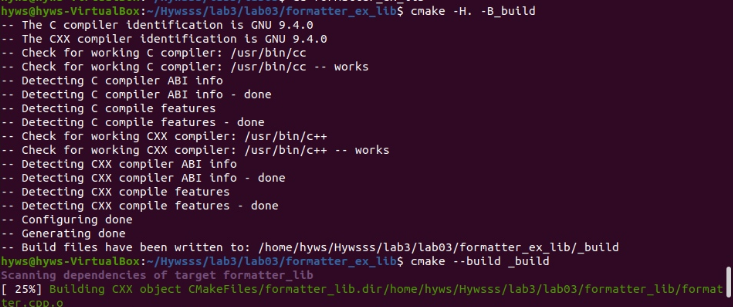 hyws@hyws-VirtualBox:~/Hywsss/lab3/lab03/formatter_ex_lib$ cmake -H. -B_build
-- The C compiler identification is GNU 9.4.0
-- The CXX compiler identification is GNU 9.4.0
-- Check for working C compiler: /usr/bin/cc
-- Check for working C compiler: /usr/bin/cc -- works
-- Detecting C compiler ABI info
-- Detecting C compiler ABI info - done
-- Detecting C compile features
-- Detecting C compile features - done
-- Check for working CXX compiler: /usr/bin/c++
-- Check for working CXX compiler: /usr/bin/c++ -- works
-- Detecting CXX compiler ABI info
-- Detecting CXX compiler ABI info - done
-- Detecting CXX compile features
-- Detecting CXX compile features - done
-- Configuring done
-- Generating done
-- Build files have been written to: /home/hyws/Hywsss/lab3/lab03/formatter_ex_lib/_build
hyws@hyws-VirtualBox:~/Hywsss/lab3/lab03/formatter_ex_lib$ cmake --build _build
Scanning dependencies of target formatter_lib
[ 25%] Building CXX object CMakeFiles/formatter_lib.dir/home/hyws/Hywsss/lab3/lab03/formatter_lib/format
ter.cpp.o